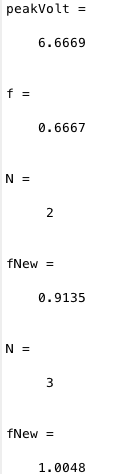 peakVolt =
6.6669
f =
0.6667
N =
2
fNew =
0.9135
N =
3
fNew =
1.0048